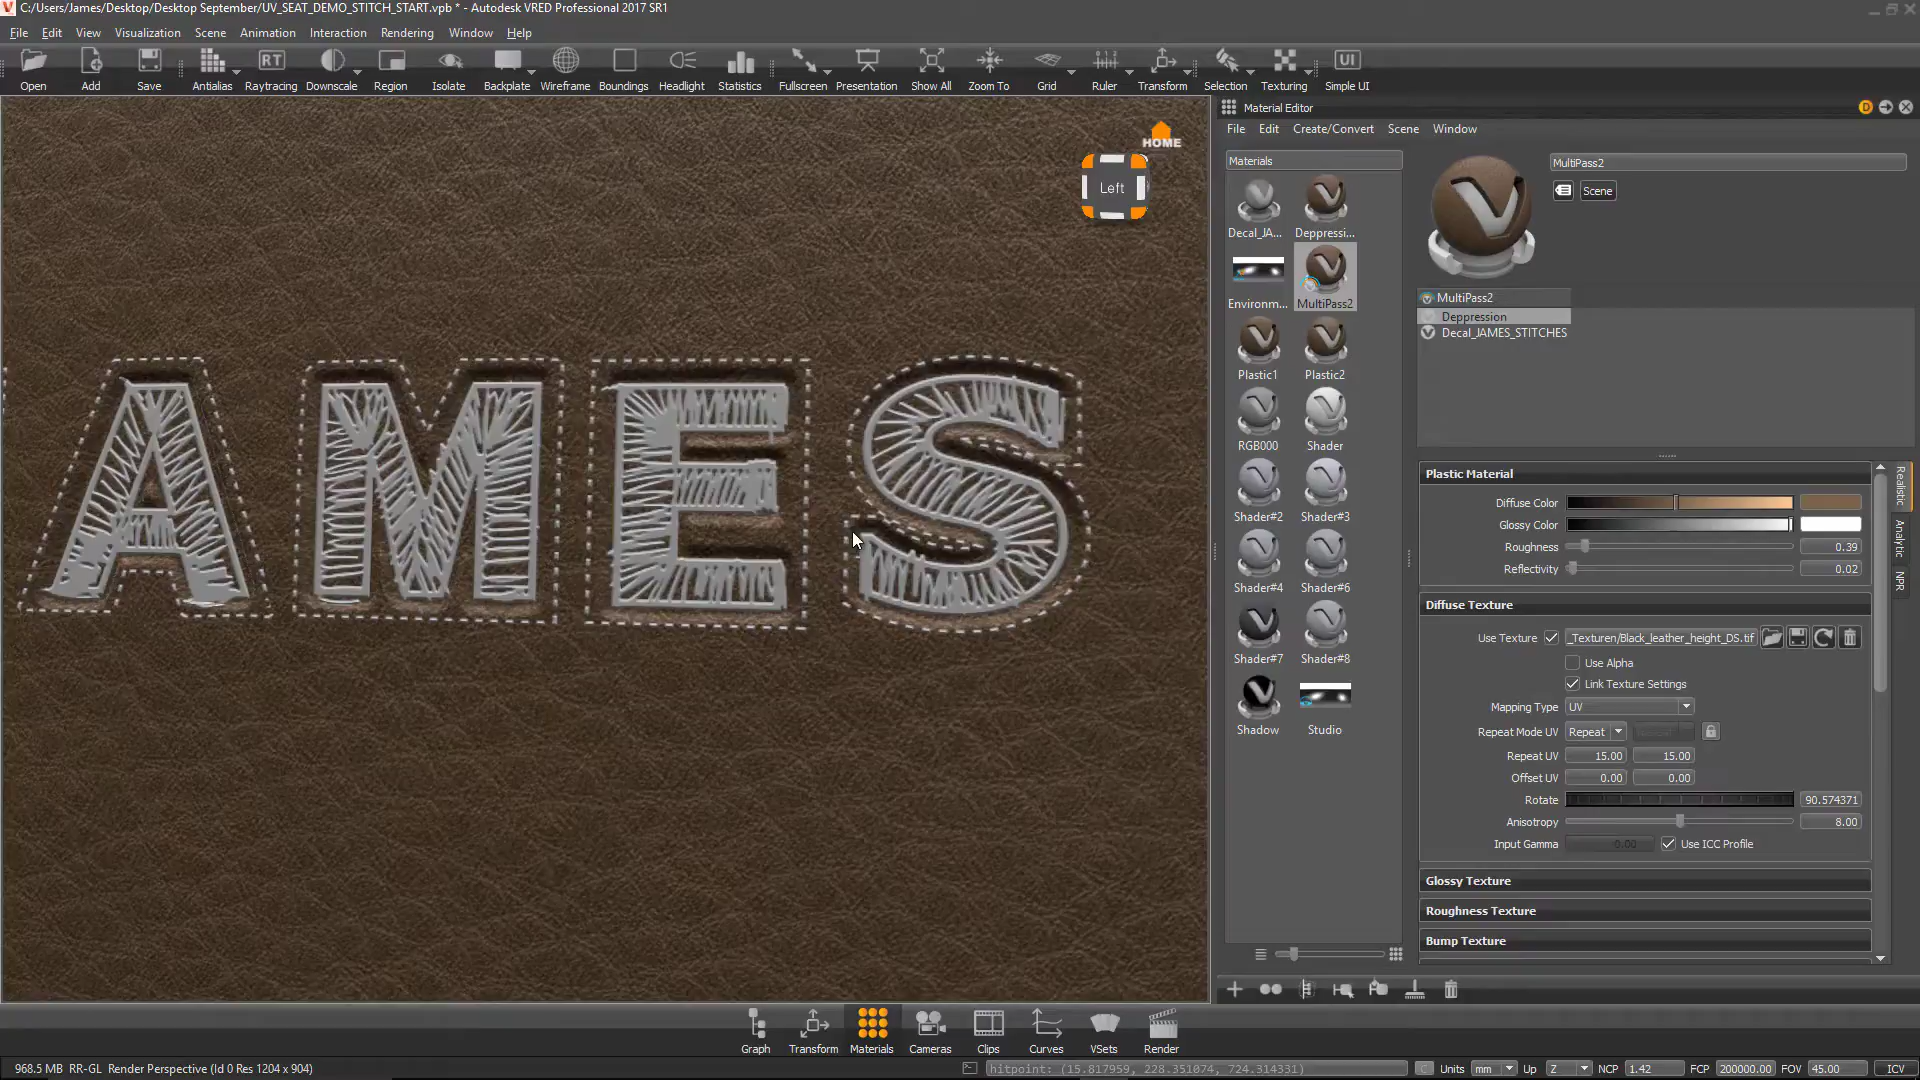 C:/Users/James/Desktop/Desktop September/UV_SEAT_DEMO_STITCH_START.vpb * - Autodesk VRED Professional 2017 SR1
File Edit View Visualization Scene Animation Interaction Rendering Window Help
RT UI
Open Add Save Antialias Raytracing Downscale Region Isolate Backplate Wireframe Boundings Headlight Statistics Fullscreen Presentation Show All Zoom To Grid Ruler Transform Selection Texturing Simple UI
Material Editor
D
File Edit Create/Convert Scene Window
HOME
Left
AMES
Materials
Decal_JA... Deppressi...
Environm... MultiPass2
Plastic1 Plastic2
RGB000 Shader
Shader#2 Shader#3
Shader#4 Shader#6
Shader#7 Shader#8
Shadow Studio
MultiPass2
Scene
MultiPass2
Deppression
Decal_JAMES_STITCHES
Realistic
Analytic
NPR
Plastic Material
Diffuse Color
Glossy Color
Roughness 0.39
Reflectivity 0.02
Diffuse Texture
Use Texture _Texturen/Black_leather_height_DS.tif
Use Alpha
Link Texture Settings
Mapping Type UV
Repeat Mode UV Repeat
Repeat UV 15.00 15.00
Offset UV 0.00 0.00
Rotate 90.574371
Anisotropy 8.00
Input Gamma 0.00 Use ICC Profile
Glossy Texture
Roughness Texture
Bump Texture
Graph Transform Materials Cameras Clips Curves VSets Render
968.5 MB RR-GL Render Perspective (Id 0 Res 1204 x 904) hitpoint: (15.817959, 228.351074, 724.314331) C Units mm Up Z NCP 1.42 FCP 200000.00 FOV 45.00 ICV